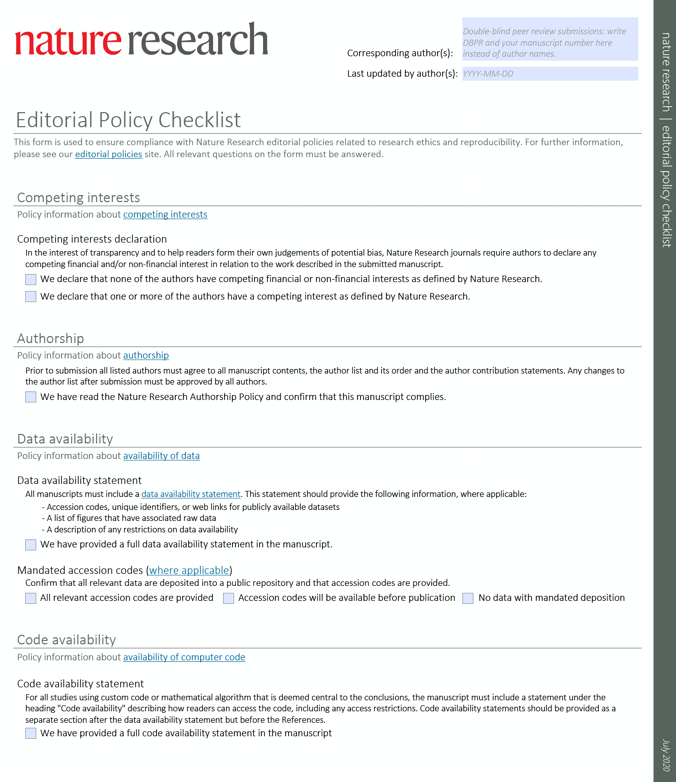 nature research
Double-blind peer review submissions: write
DBPR and your manuscript number here
instead of author names.
Corresponding author(s):
Last updated by author(s): YYYY-MM-DD
Editorial Policy Checklist
This form is used to ensure compliance with Nature Research editorial policies related to research ethics and reproducibility. For further information,
please see our editorial policies site. All relevant questions on the form must be answered.
Competing interests
Policy information about competing interests
Competing interests declaration
In the interest of transparency and to help readers form their own judgements of potential bias, Nature Research journals require authors to declare any
competing financial and/or non-financial interest in relation to the work described in the submitted manuscript.
We declare that none of the authors have competing financial or non-financial interests as defined by Nature Research.
We declare that one or more of the authors have a competing interest as defined by Nature Research.
Authorship
Policy information about authorship
Prior to submission all listed authors must agree to all manuscript contents, the author list and its order and the author contribution statements. Any changes to
the author list after submission must be approved by all authors.
We have read the Nature Research Authorship Policy and confirm that this manuscript complies.
Data availability
Policy information about availability of data
Data availability statement
All manuscripts must include a data availability statement. This statement should provide the following information, where applicable:
- Accession codes, unique identifiers, or web links for publicly available datasets
- A list of figures that have associated raw data
- A description of any restrictions on data availability
We have provided a full data availability statement in the manuscript.
Mandated accession codes (where applicable)
Confirm that all relevant data are deposited into a public repository and that accession codes are provided.
All relevant accession codes are provided Accession codes will be available before publication No data with mandated deposition
Code availability
Policy information about availability of computer code
Code availability statement
For all studies using custom code or mathematical algorithm that is deemed central to the conclusions, the manuscript must include a statement under the
heading "Code availability" describing how readers can access the code, including any access restrictions. Code availability statements should be provided as a
separate section after the data availability statement but before the References.
We have provided a full code availability statement in the manuscript
nature research | editorial policy checklist
July 2020